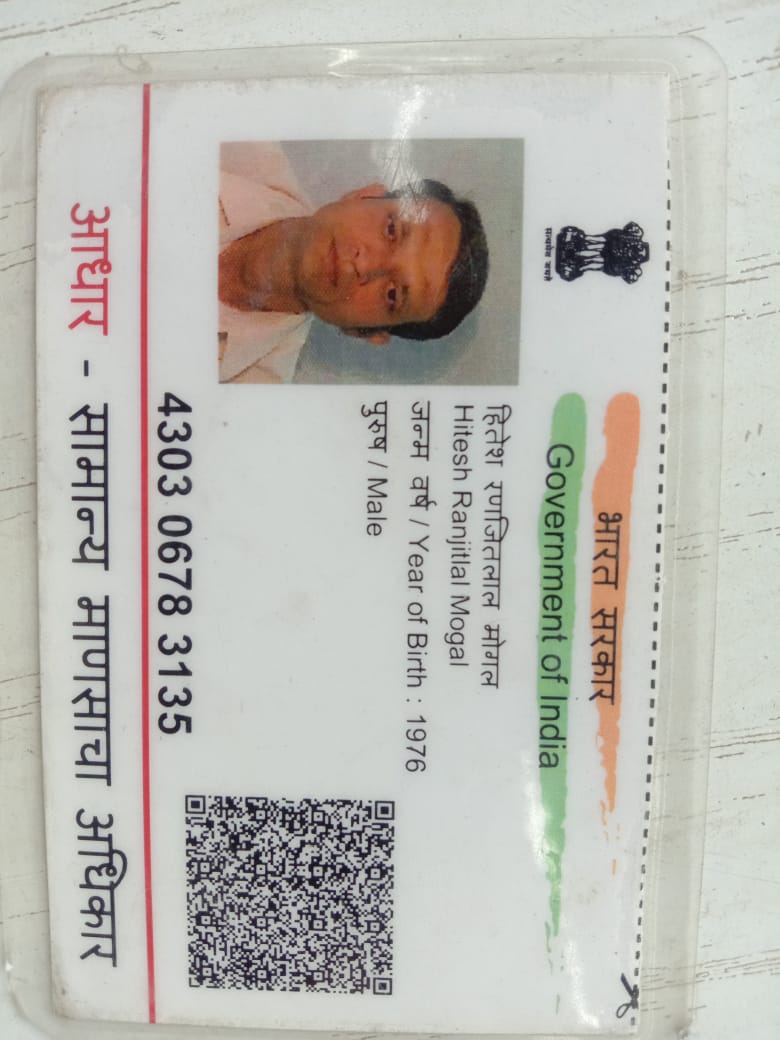 भारत सरकार
Government of India
सत्यमेव जयते
हितेश रणजितलाल मोगल
Hitesh Ranjitlal Mogal
जन्म वर्ष / Year of Birth : 1976
पुरुष / Male
4303 0678 3135
आधार - सामान्य माणसाचा अधिकार